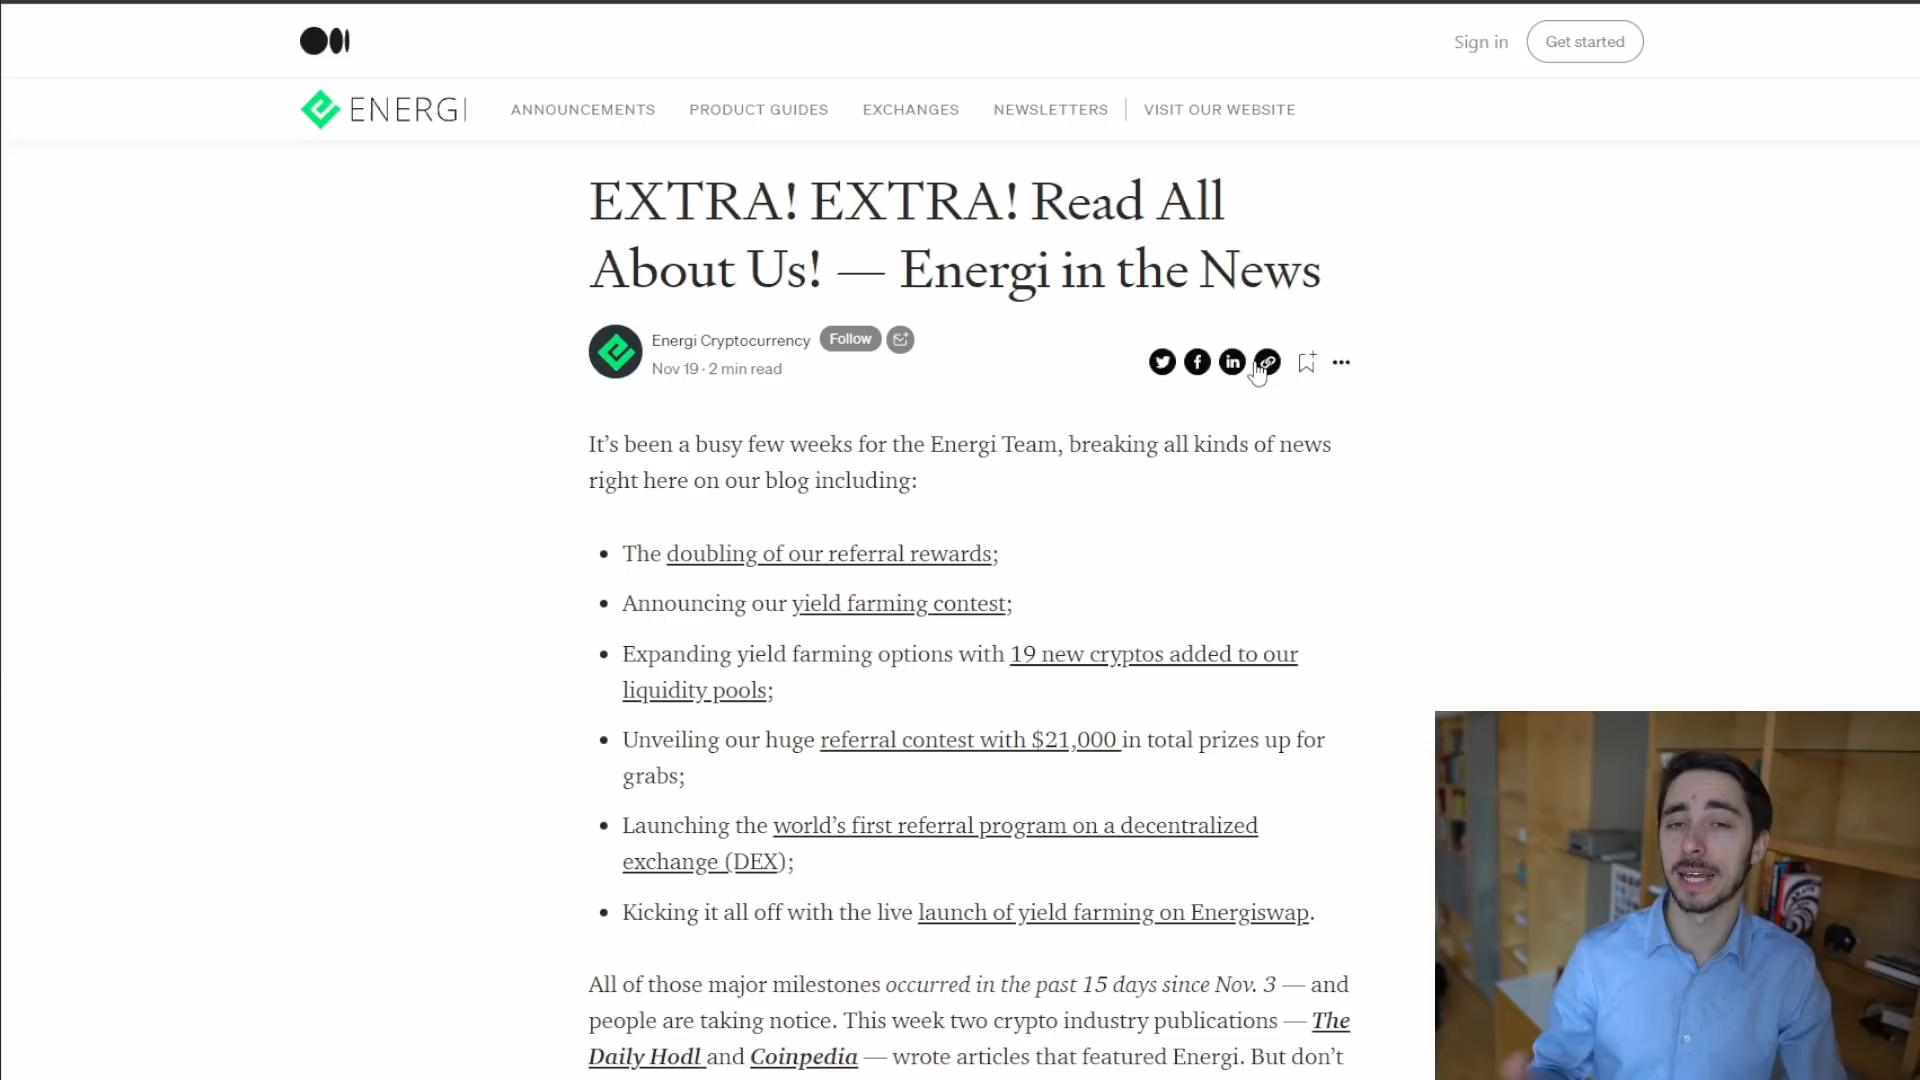 Sign in
Get started
ENERGI
ANNOUNCEMENTS
PRODUCT GUIDES
EXCHANGES
NEWSLETTERS
VISIT OUR WEBSITE
EXTRA! EXTRA! Read All
About Us! — Energi in the News
Energi Cryptocurrency
Follow
Nov 19 · 2 min read
It’s been a busy few weeks for the Energi Team, breaking all kinds of news
right here on our blog including:
• The doubling of our referral rewards;
• Announcing our yield farming contest;
• Expanding yield farming options with 19 new cryptos added to our
liquidity pools;
• Unveiling our huge referral contest with $21,000 in total prizes up for
grabs;
• Launching the world’s first referral program on a decentralized
exchange (DEX);
• Kicking it all off with the live launch of yield farming on Energiswap.
All of those major milestones occurred in the past 15 days since Nov. 3 — and
people are taking notice. This week two crypto industry publications — The
Daily Hodl and Coinpedia — wrote articles that featured Energi. But don’t